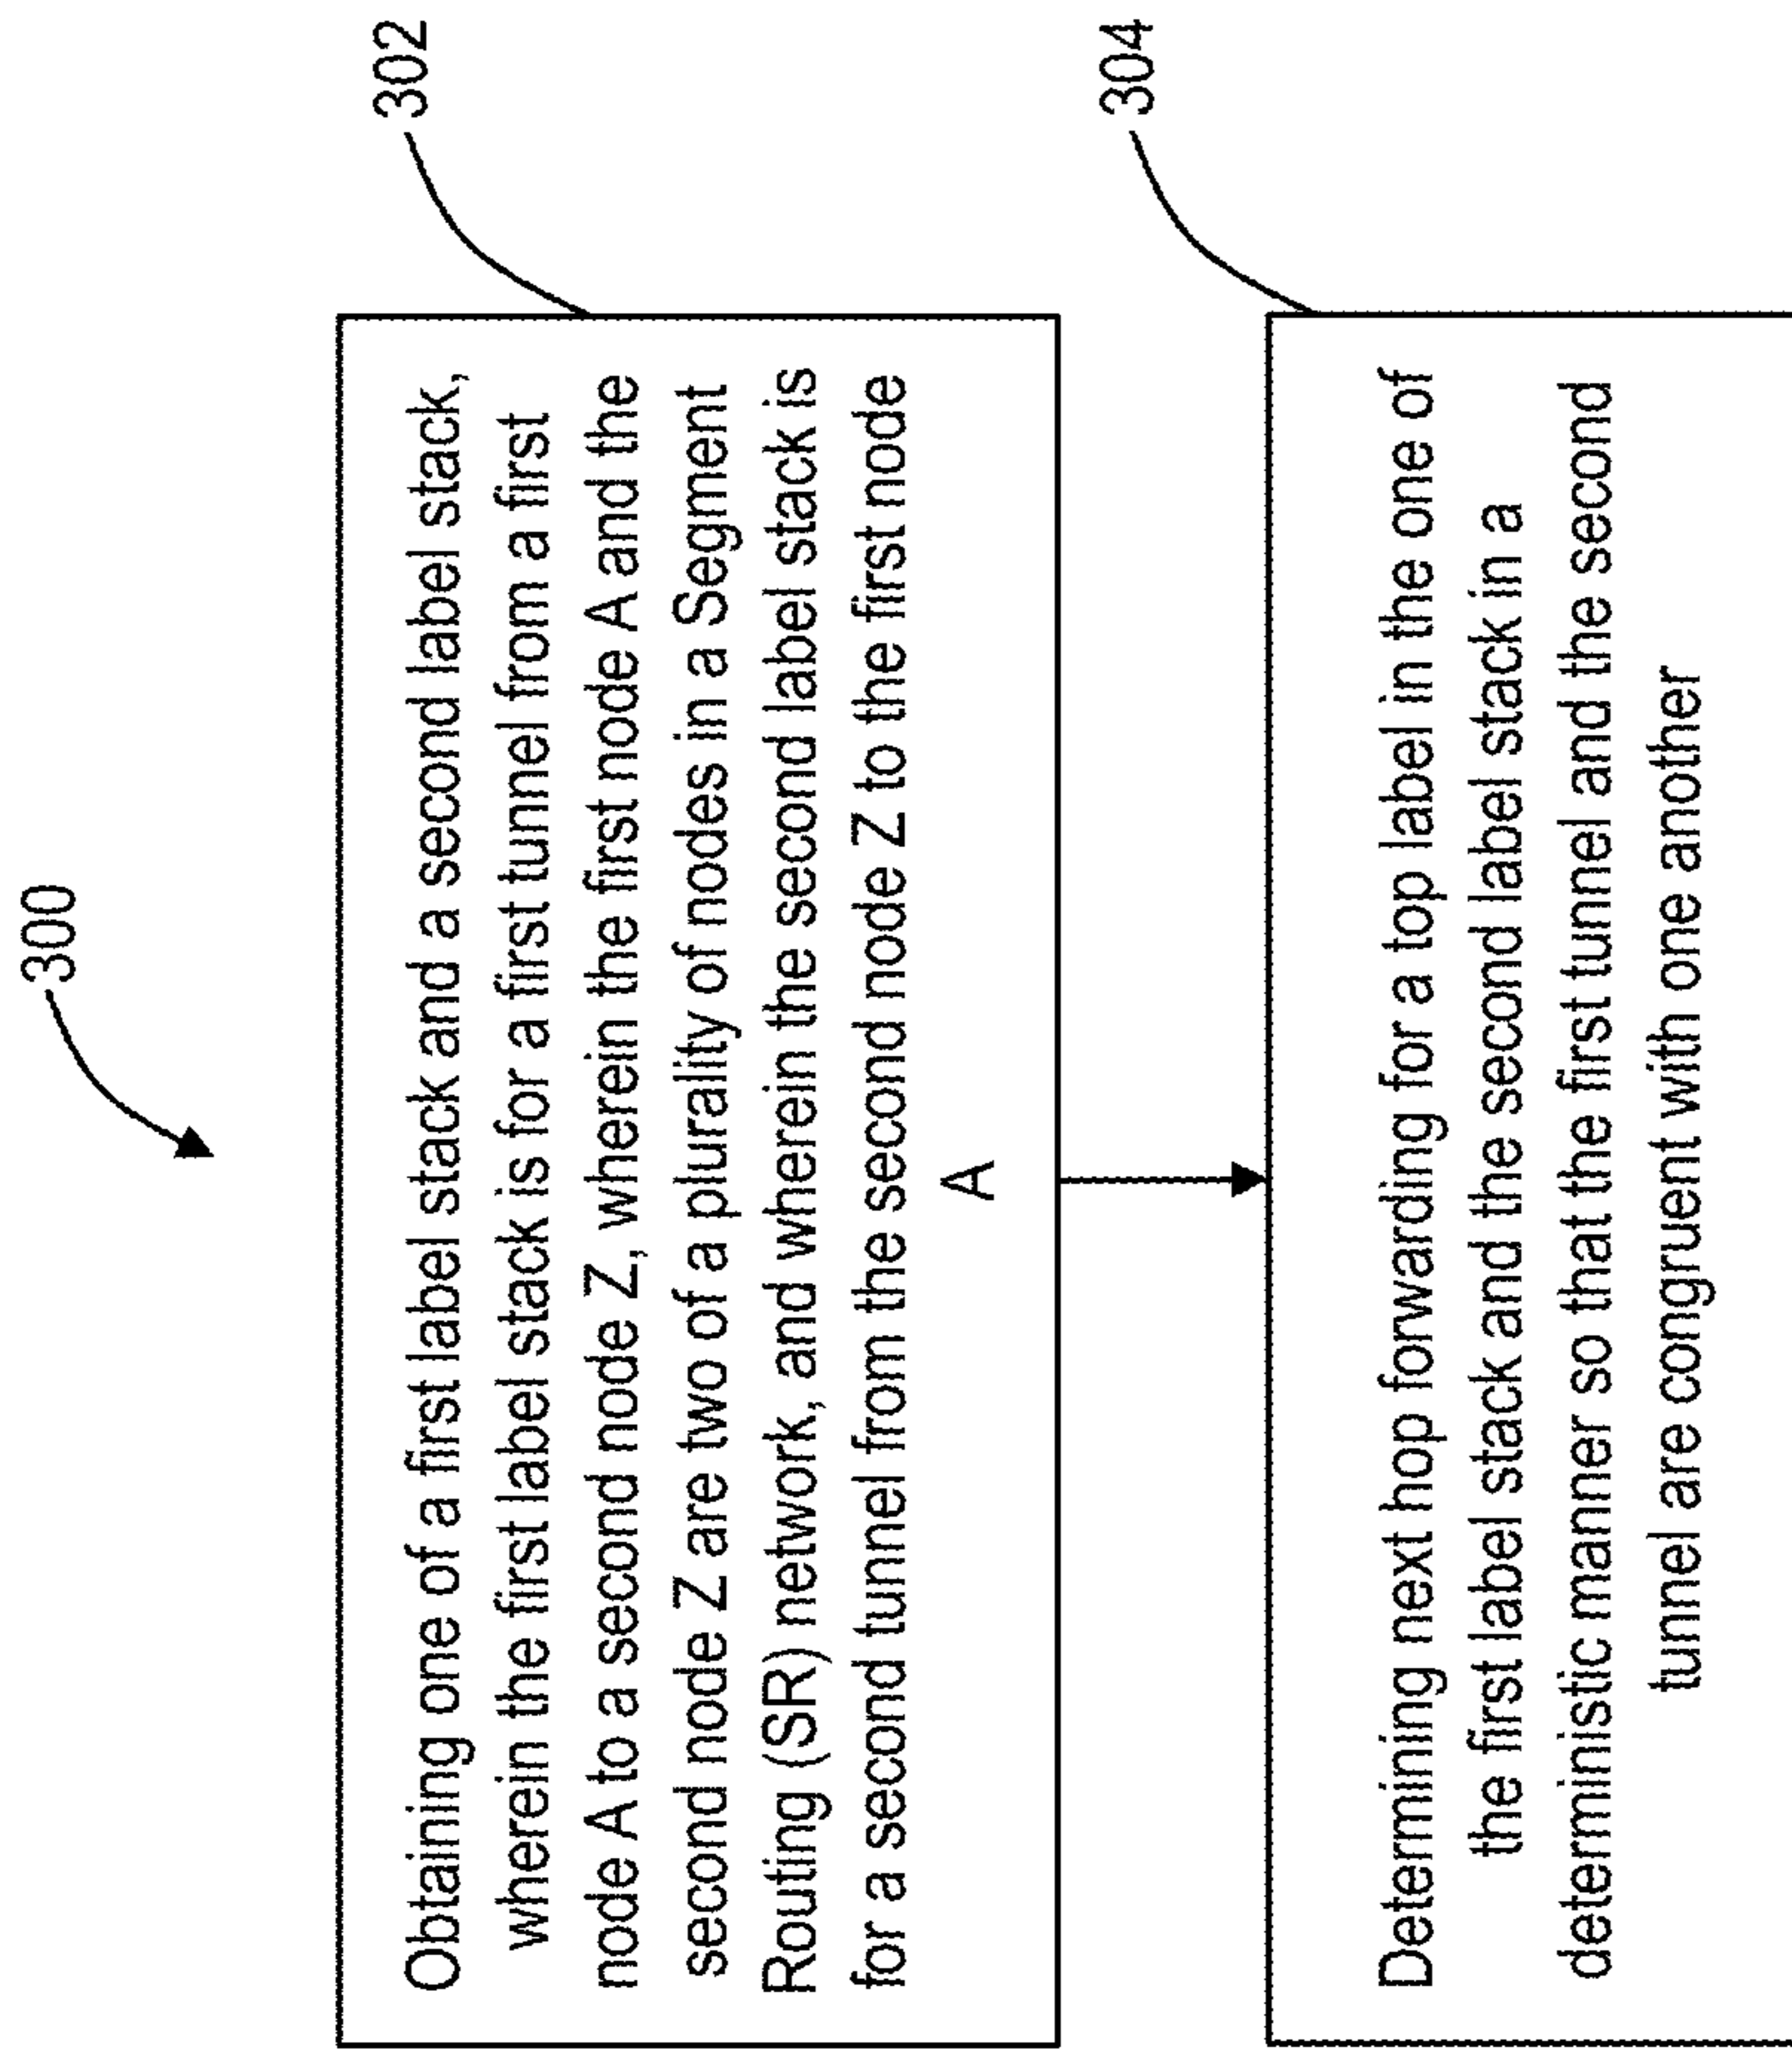 300
302
Obtaining one of a first label stack and a second label stack,
wherein the first label stack is for a first tunnel from a first
node A to a second node Z, wherein the first node A and the
second node Z are two of a plurality of nodes in a Segment
Routing (SR) network, and wherein the second label stack is
for a second tunnel from the second node Z to the first node
A
304
Determining next hop forwarding for a top label in the one of
the first label stack and the second label stack in a
deterministic manner so that the first tunnel and the second
tunnel are congruent with one another